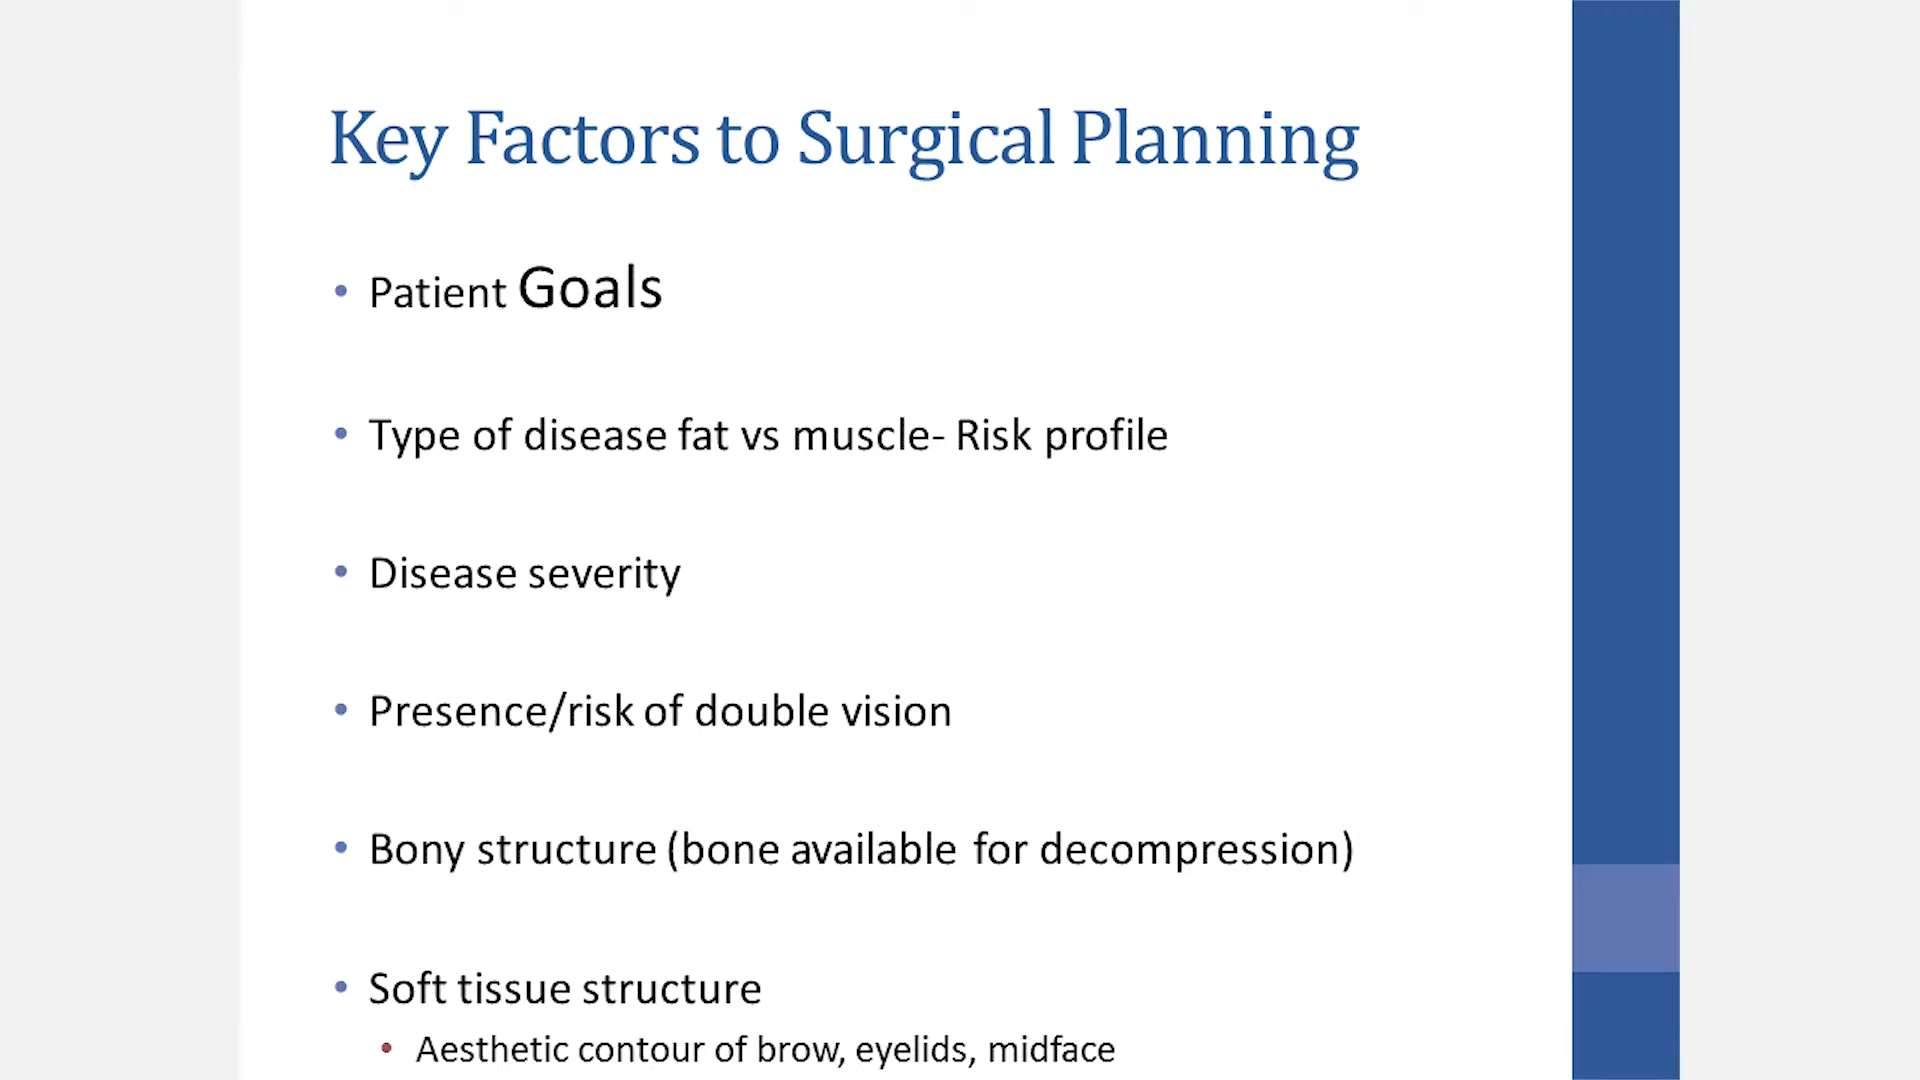 Key Factors to Surgical Planning
• Patient Goals
• Type of disease fat vs muscle- Risk profile
• Disease severity
• Presence/risk of double vision
• Bony structure (bone available for decompression)
• Soft tissue structure
• Aesthetic contour of brow, eyelids, midface